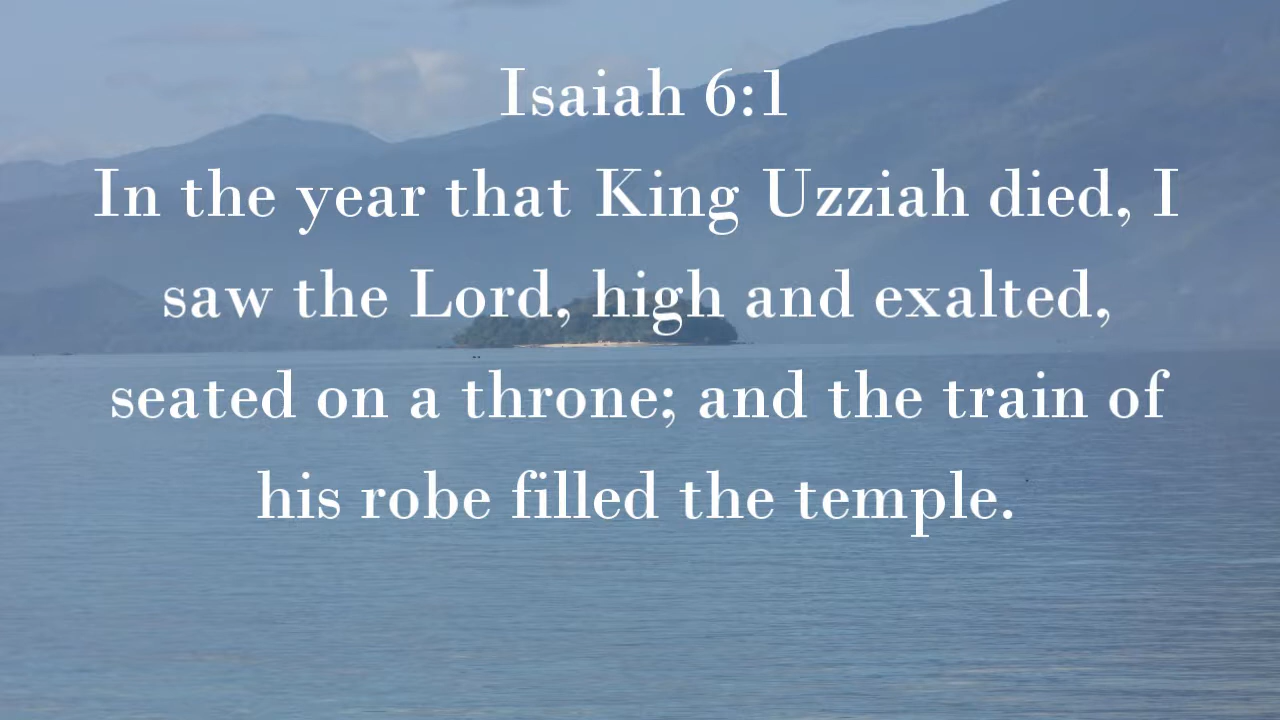 Isaiah 6:1
In the year that King Uzziah died, I
saw the Lord, high and exalted,
seated on a throne; and the train of
his robe filled the temple.